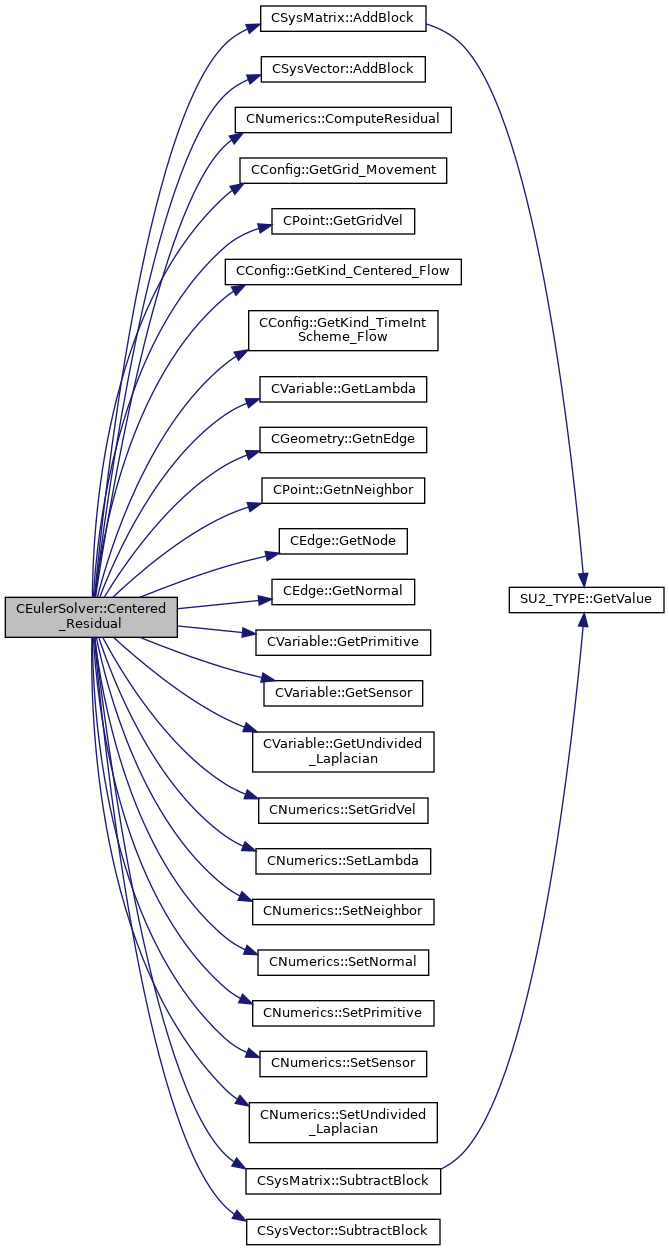 CSysMatrix::AddBlock
CSysVector::AddBlock
CNumerics::ComputeResidual
CConfig::GetGrid_Movement
CPoint::GetGridVel
CConfig::GetKind_Centered_Flow
CConfig::GetKind_TimeInt
Scheme_Flow
CVariable::GetLambda
CGeometry::GetnEdge
CPoint::GetnNeighbor
CEdge::GetNode
CEdge::GetNormal
CVariable::GetPrimitive
CVariable::GetSensor
CVariable::GetUndivided
_Laplacian
CNumerics::SetGridVel
CNumerics::SetLambda
CNumerics::SetNeighbor
CNumerics::SetNormal
CNumerics::SetPrimitive
CNumerics::SetSensor
CNumerics::SetUndivided
_Laplacian
CSysMatrix::SubtractBlock
CSysVector::SubtractBlock
CEulerSolver::Centered
_Residual
SU2_TYPE::GetValue